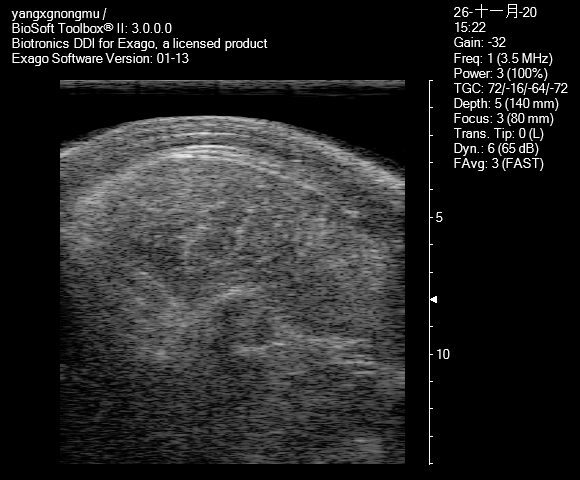 yangxgnongmu /
BioSoft Toolbox® II: 3.0.0.0
Biotronics DDI for Exago, a licensed product
Exago Software Version: 01-13
26-十一月-20
15:22
Gain: -32
Freq: 1 (3.5 MHz)
Power: 3 (100%)
TGC: 72/-16/-64/-72
Depth: 5 (140 mm)
Focus: 3 (80 mm)
Trans. Tip: 0 (L)
Dyn.: 6 (65 dB)
FAvg: 3 (FAST)
5
10